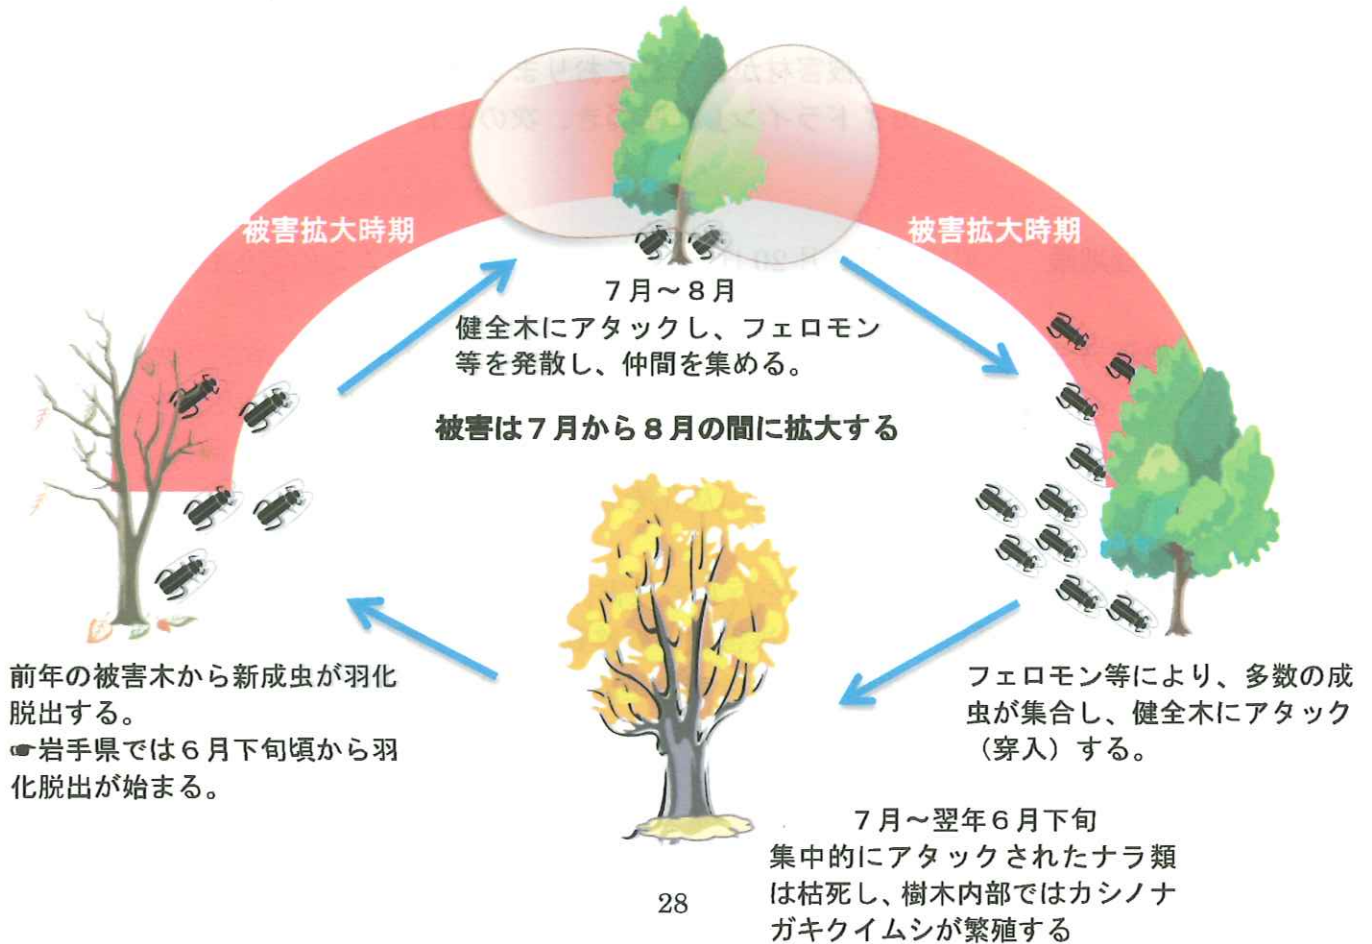 被害拡大時期
被害拡大時期
7月～8月
健全木にアタックし、フェロモン
等を発散し、仲間を集める。
被害は7月から8月の間に拡大する
前年の被害木から新成虫が羽化
脱出する。
☛岩手県では6月下旬頃から羽
化脱出が始まる。
フェロモン等により、多数の成
虫が集合し、健全木にアタック
（穿入）する。
7月～翌年6月下旬
集中的にアタックされたナラ類
は枯死し、樹木内部ではカシノナ
ガキクイムシが繁殖する
28